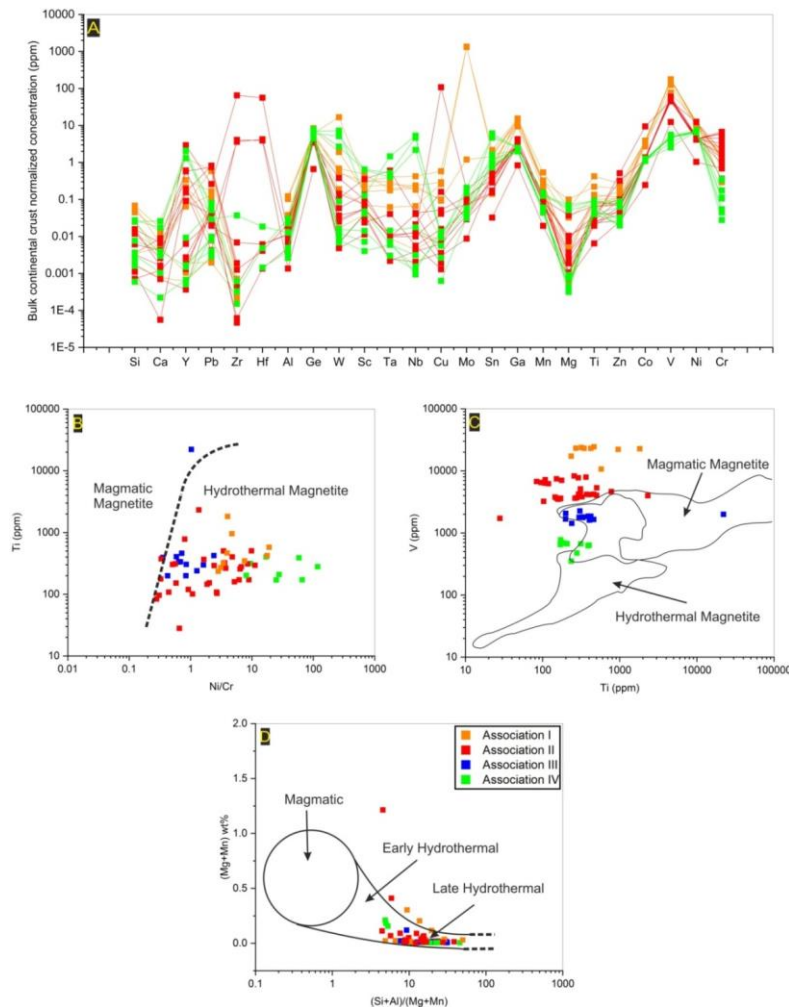 A
Bulk continental crust normalized concentration (ppm)
10000
1000
100
10
1
0.1
0.01
0.001
1E-4
1E-5
Si Ca Y Pb Zr Hf Al Ge W Sc Ta Nb Cu Mo Sn Ga Mn Mg Ti Zn Co V Ni Cr
B
Ti (ppm)
100000
10000
1000
100
10
Magmatic
Magnetite
Hydrothermal Magnetite
0.01 0.1 1 10 100 1000
Ni/Cr
C
V (ppm)
100000
10000
1000
100
10
Magmatic Magnetite
Hydrothermal Magnetite
10 100 1000 10000 100000
Ti (ppm)
D
(Mg+Mn) wt%
2.0
1.5
1.0
0.5
0.0
Association I
Association II
Association III
Association IV
Magmatic
Early Hydrothermal
Late Hydrothermal
0.1 1 10 100 1000
(Si+Al)/(Mg+Mn)